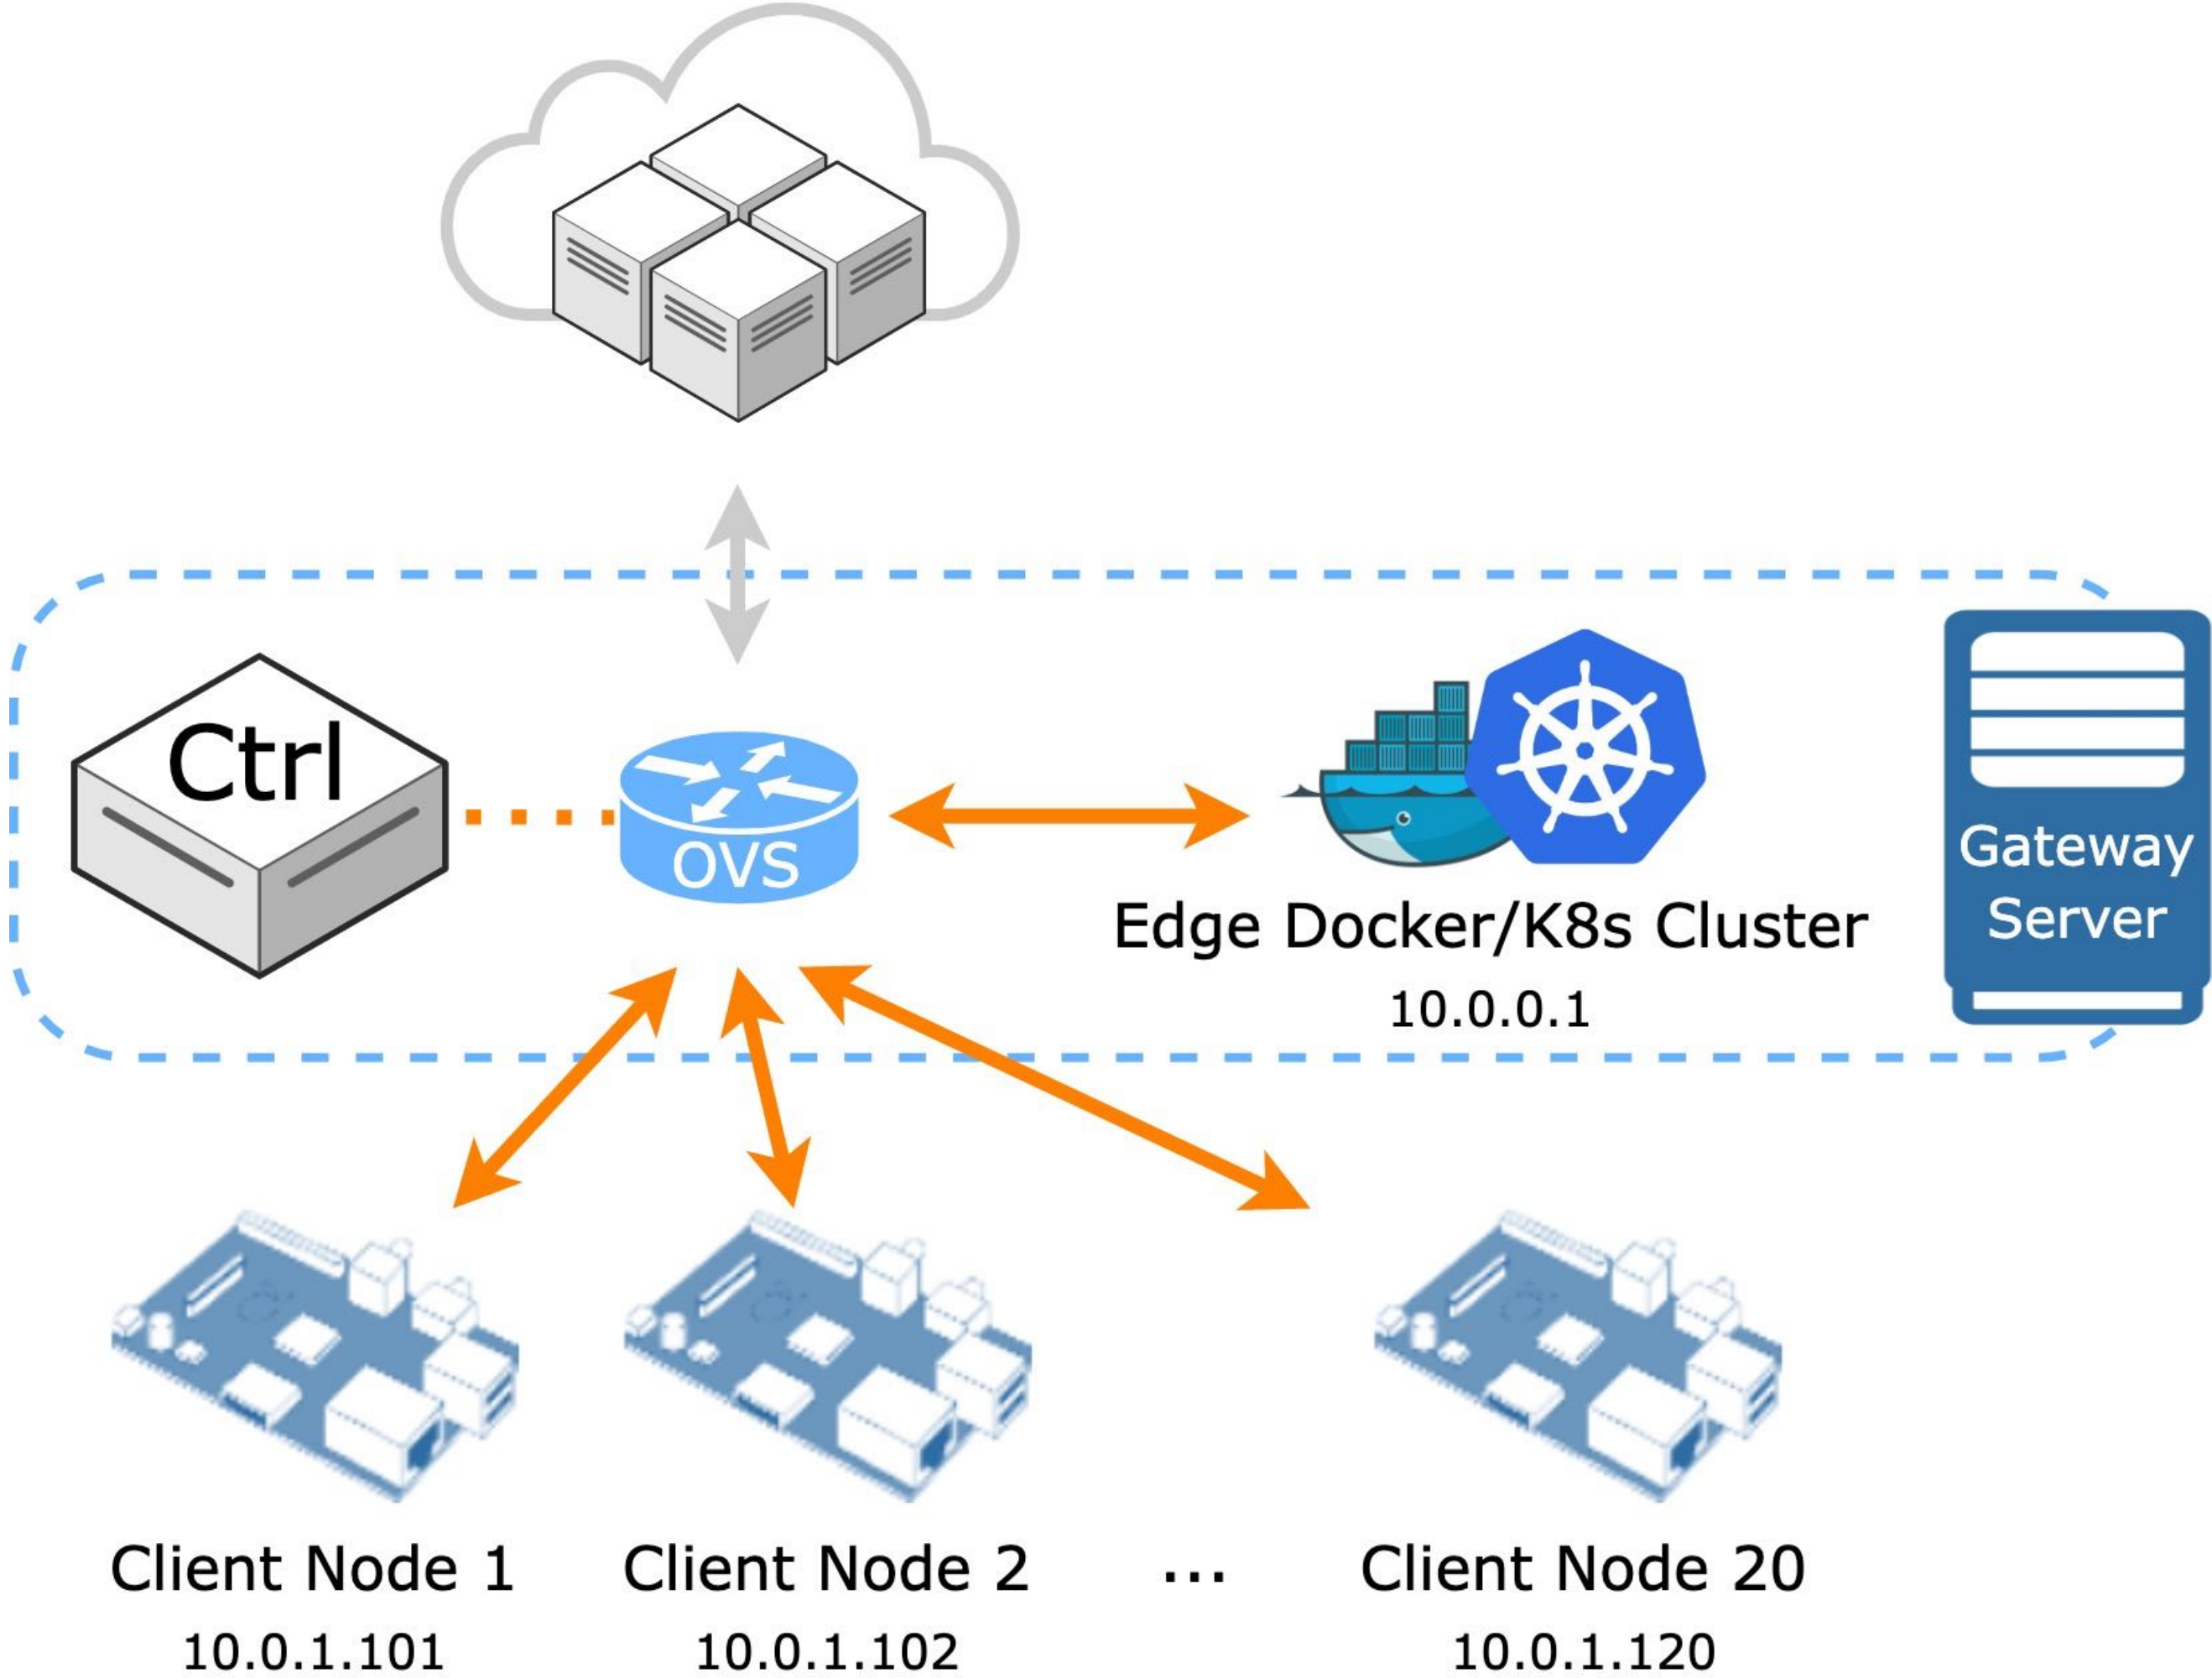 Ctrl
OVS
Edge Docker/K8s Cluster
10.0.0.1
Gateway
Server
Client Node 1
10.0.1.101
Client Node 2
10.0.1.102
...
Client Node 20
10.0.1.120